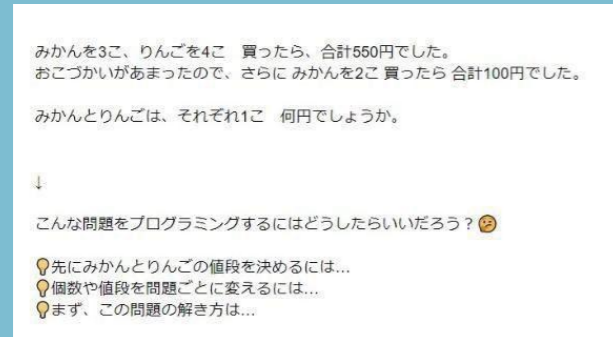 みかんを3こ、りんごを4こ　買ったら、合計550円でした。
おこづかいがあまったので、さらに みかんを2こ 買ったら 合計100円でした。
みかんとりんごは、それぞれ1こ　何円でしょうか。
↓
こんな問題をプログラミングするにはどうしたらいいだろう？😕
💡先にみかんとりんごの値段を決めるには…
💡個数や値段を問題ごとに変えるには…
💡まず、この問題の解き方は…